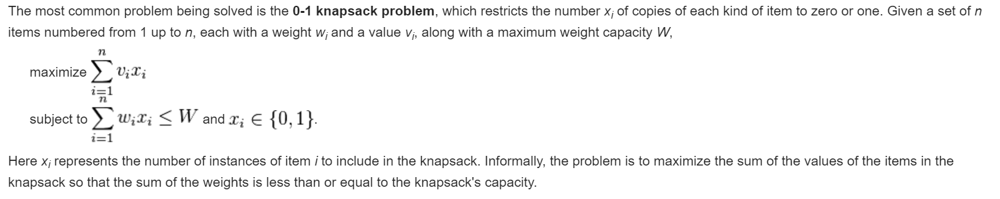 The most common problem being solved is the 0-1 knapsack problem, which restricts the number xᵢ of copies of each kind of item to zero or one. Given a set of n
items numbered from 1 up to n, each with a weight wᵢ and a value vᵢ, along with a maximum weight capacity W,
maximize $\sum_{i=1}^{n} v_i x_i$
subject to $\sum_{i=1}^{n} w_i x_i \leq W$ and $x_i \in \{0,1\}$.
Here xᵢ represents the number of instances of item i to include in the knapsack. Informally, the problem is to maximize the sum of the values of the items in the
knapsack so that the sum of the weights is less than or equal to the knapsack's capacity.